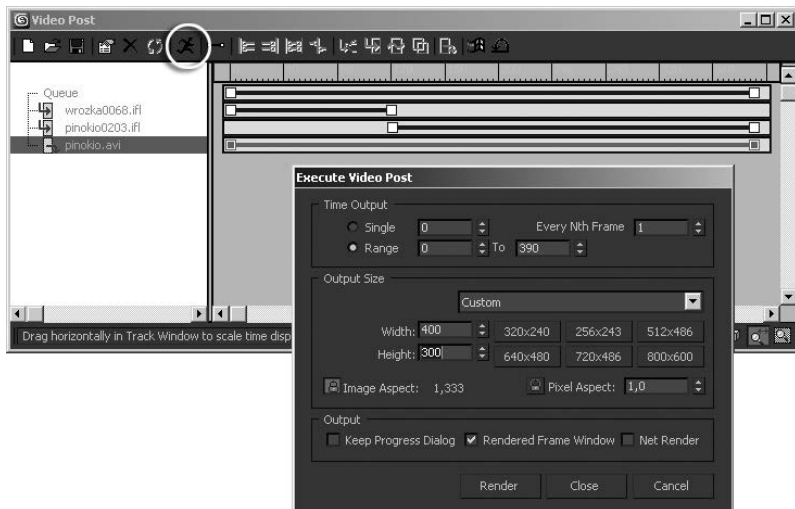 Video Post
Queue
wrozka0068.ifl
pinokio0203.ifl
pinokio.avi
Drag horizontally in Track Window to scale time disp
Execute Video Post
Time Output
Single 0 Every Nth Frame 1
Range 0 To 390
Output Size
Custom
Width: 400 320x240 256x243 512x486
Height: 300 640x480 720x486 800x600
Image Aspect: 1,333 Pixel Aspect: 1,0
Output
Keep Progress Dialog Rendered Frame Window Net Render
Render Close Cancel